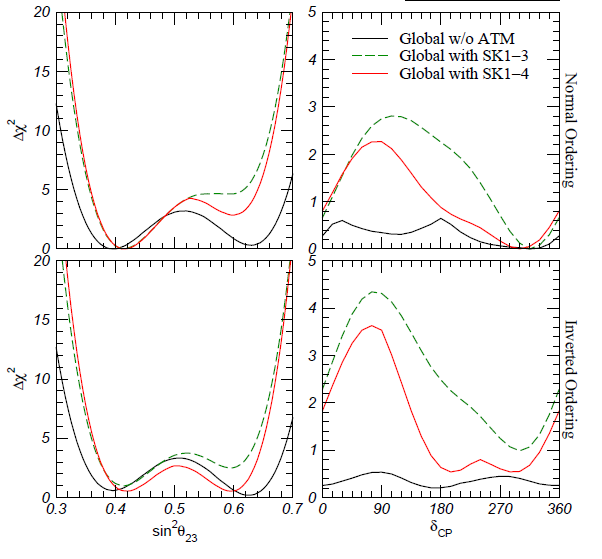 20
15
10
5
0
Δχ²
5
4
3
2
1
0
Global w/o ATM
Global with SK1−3
Global with SK1−4
Normal Ordering
20
15
10
5
0
Δχ²
0.3 0.4 0.5 0.6 0.7
sin²θ₂₃
5
4
3
2
1
0
0 90 180 270 360
δCP
Inverted Ordering